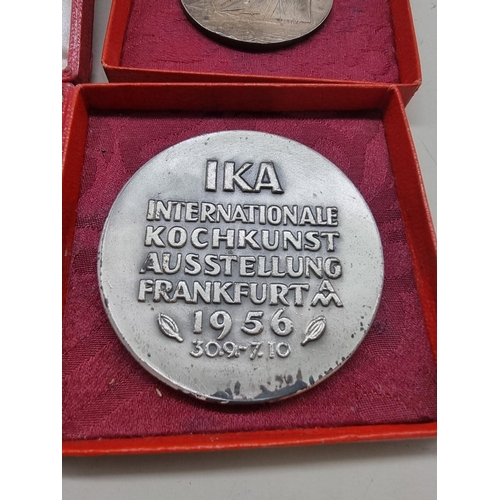 IKA
INTERNATIONALE
KOCHKUNST
AUSSTELLUNG
FRANKFURT A/M
1956
30.9.-7.10